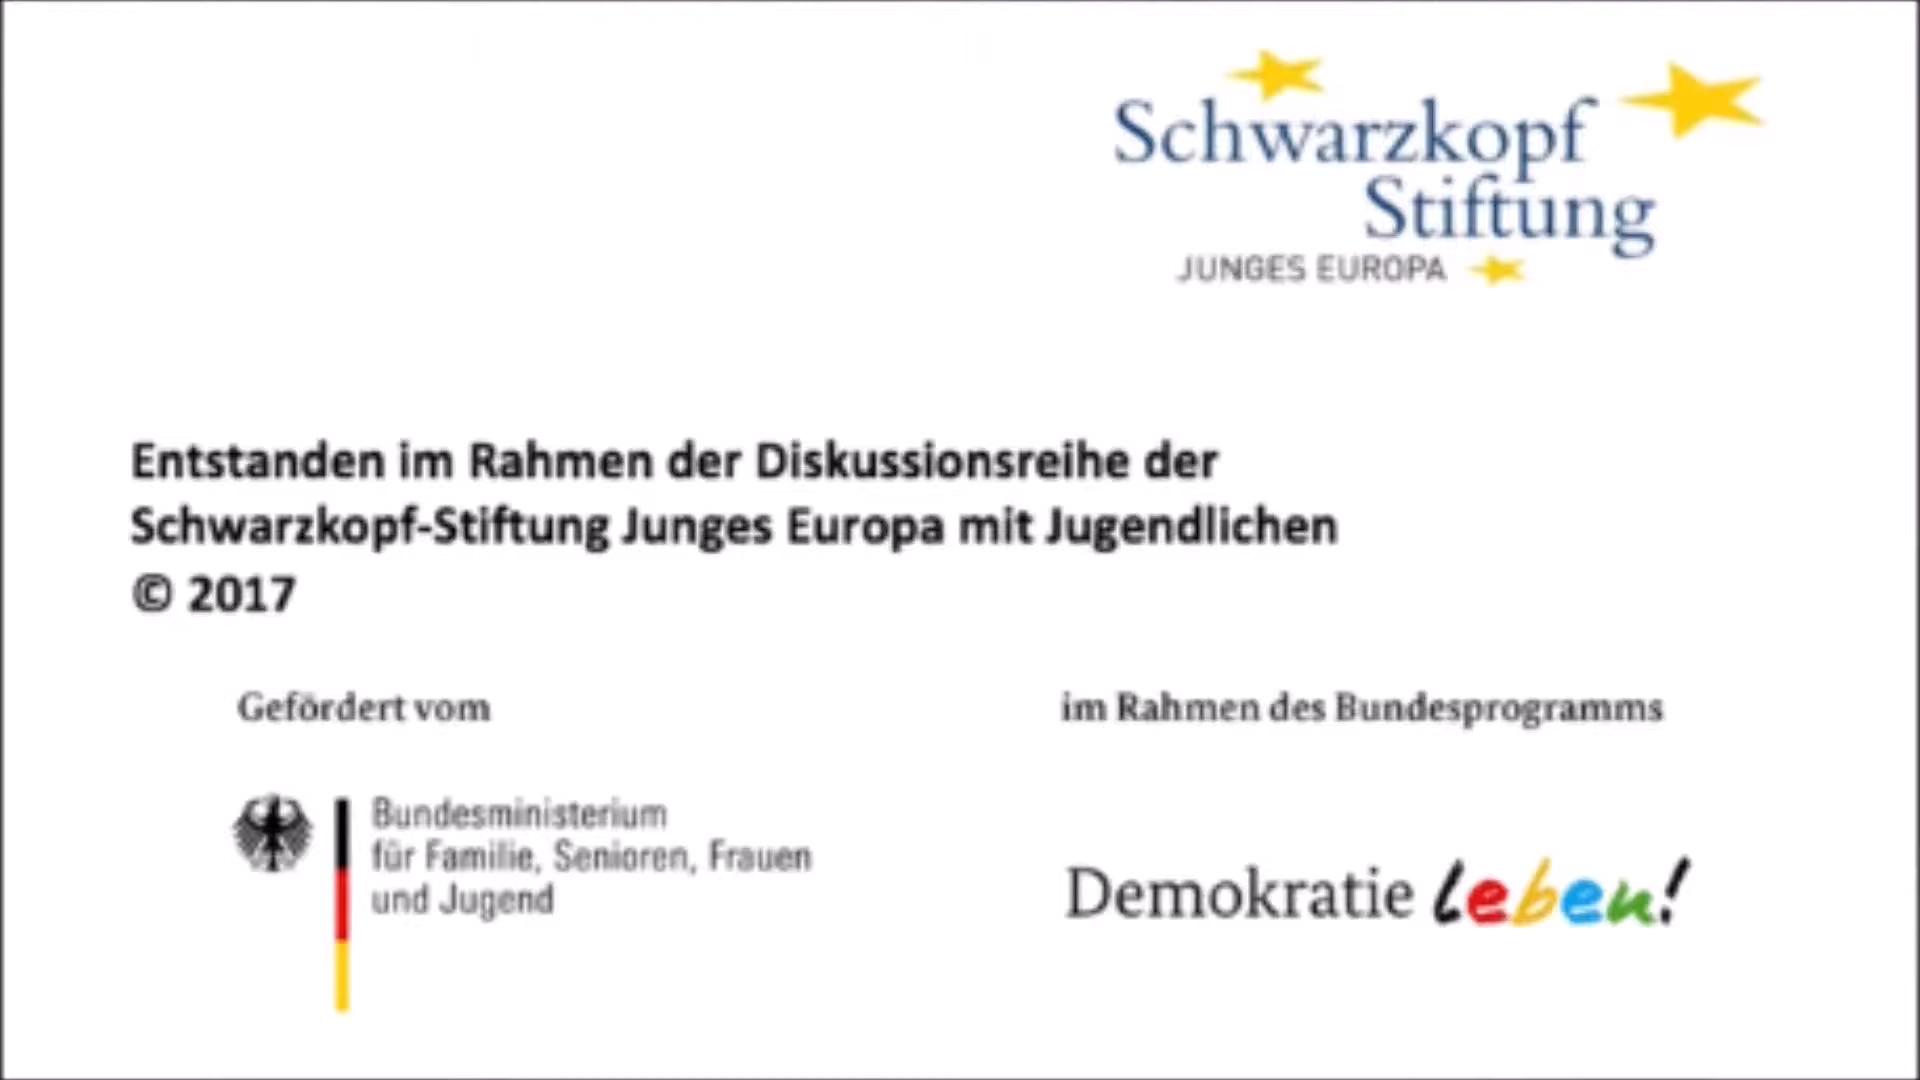 Schwarzkopf
Stiftung
JUNGES EUROPA
Entstanden im Rahmen der Diskussionsreihe der
Schwarzkopf-Stiftung Junges Europa mit Jugendlichen
© 2017
Gefördert vom
im Rahmen des Bundesprogramms
Bundesministerium
für Familie, Senioren, Frauen
und Jugend
Demokratie leben!